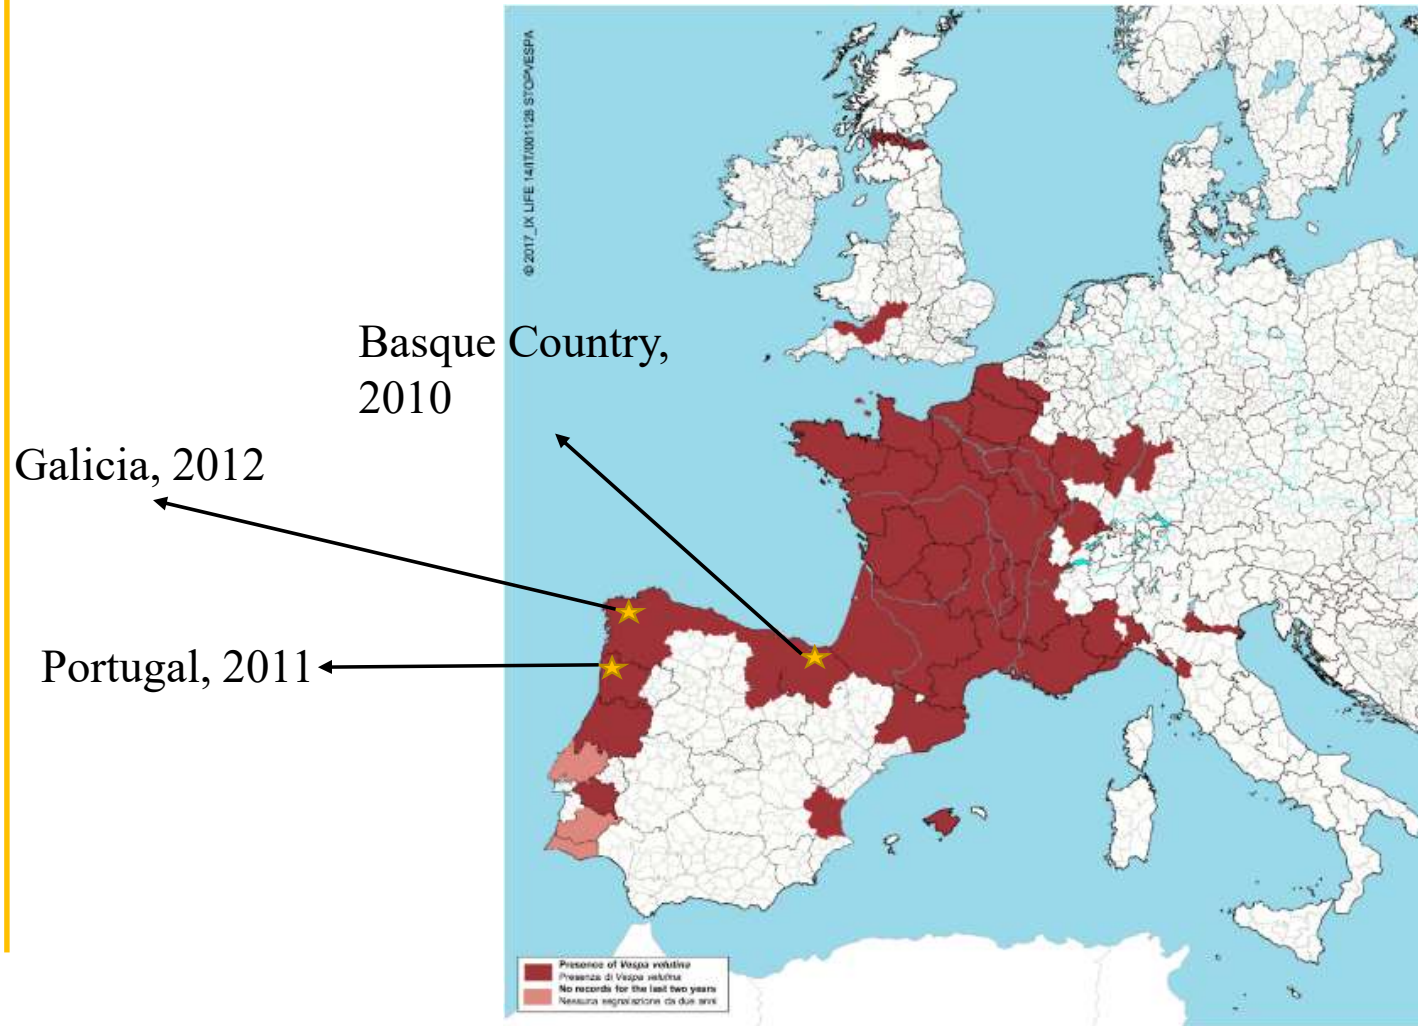 © 2017_IX LIFE 14/IT/001128 STOPVESPA
Basque Country,
2010
Galicia, 2012
Portugal, 2011
Presence of Vespa velutina
Presenza di Vespa velutina
No records for the last two years
Nessuna segnalazione da due anni